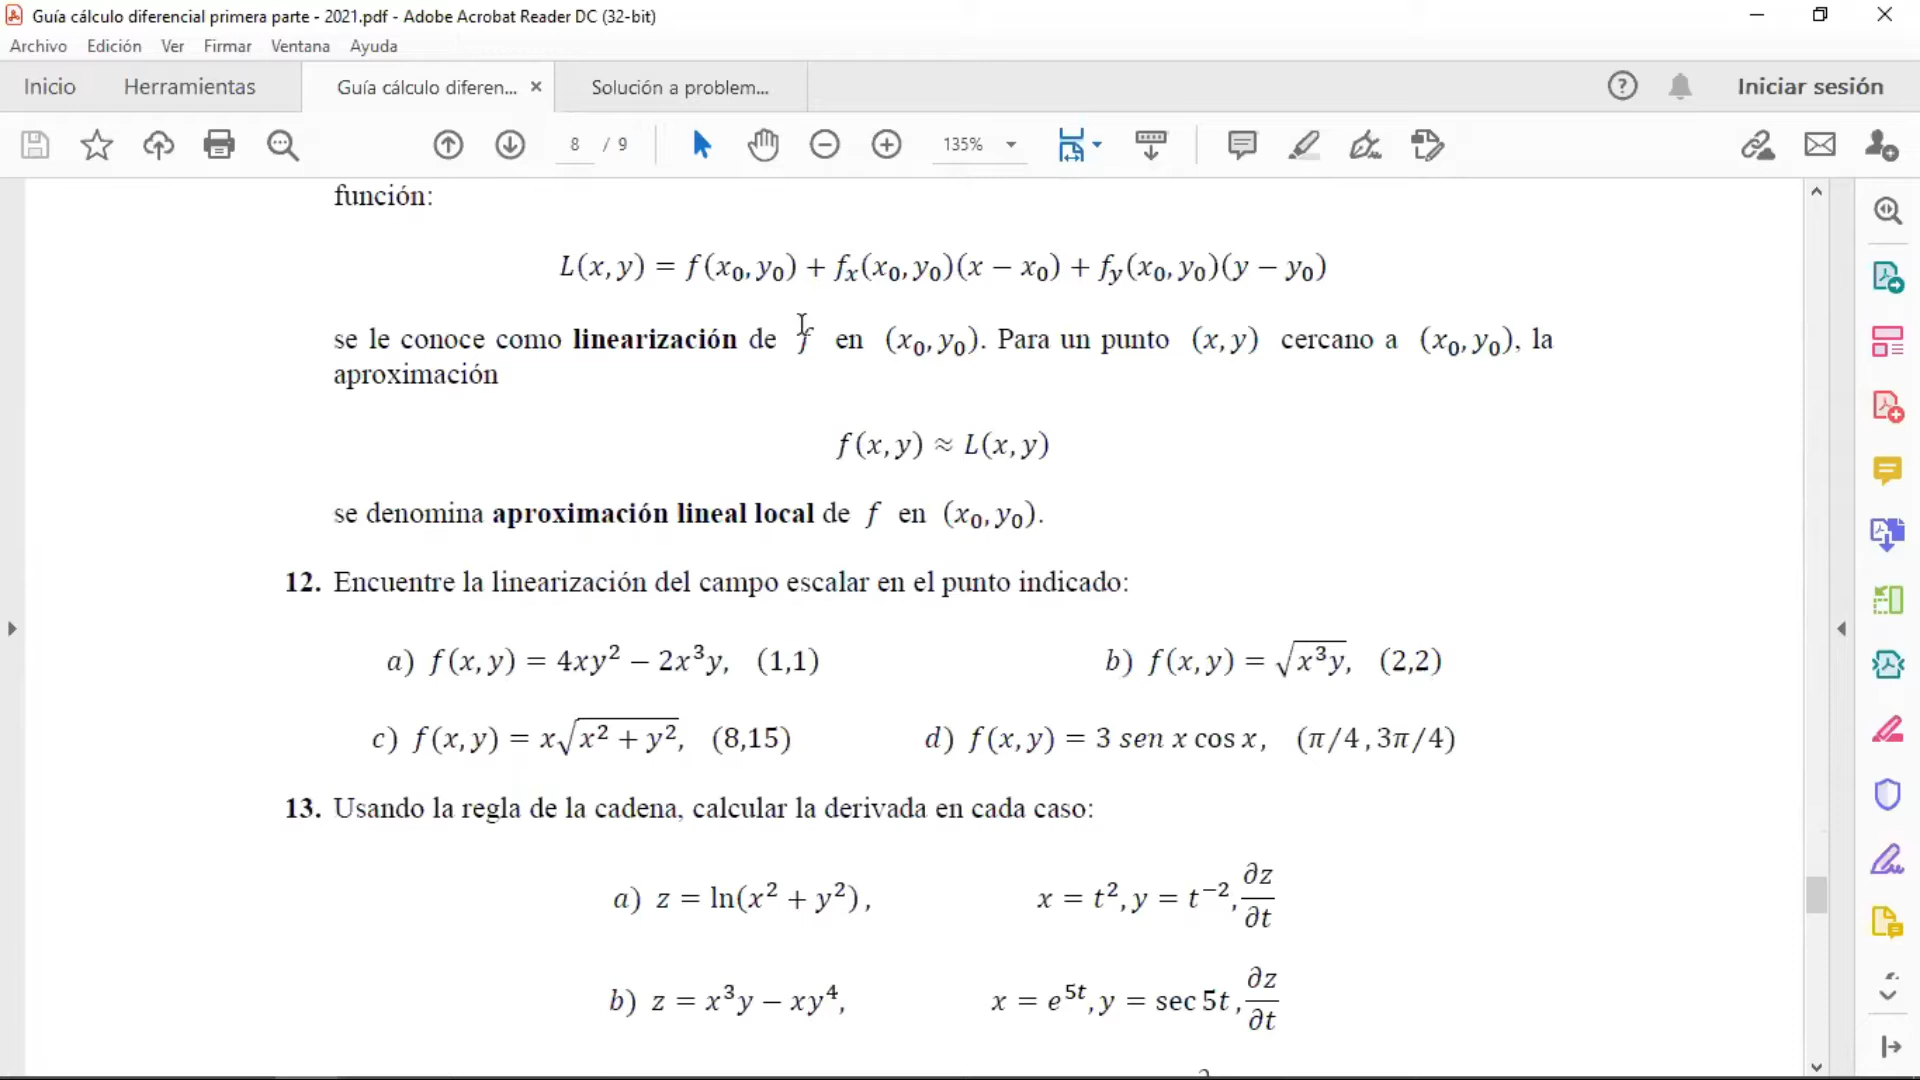 Guía cálculo diferencial primera parte - 2021.pdf - Adobe Acrobat Reader DC (32-bit)
Archivo Edición Ver Firmar Ventana Ayuda
Inicio Herramientas Guía cálculo diferen... × Solución a problem... Iniciar sesión
8 / 9 135%
función:
L(x, y) = f(x₀, y₀) + fₓ(x₀, y₀)(x − x₀) + f_y(x₀, y₀)(y − y₀)
se le conoce como linearización de f en (x₀, y₀). Para un punto (x, y) cercano a (x₀, y₀), la
aproximación
f(x, y) ≈ L(x, y)
se denomina aproximación lineal local de f en (x₀, y₀).
12. Encuentre la linearización del campo escalar en el punto indicado:
a) f(x, y) = 4xy² − 2x³y, (1,1) b) f(x, y) = √(x³y), (2,2)
c) f(x, y) = x√(x² + y²), (8,15) d) f(x, y) = 3 sen x cos x, (π/4 , 3π/4)
13. Usando la regla de la cadena, calcular la derivada en cada caso:
a) z = ln(x² + y²), x = t², y = t⁻², ∂z/∂t
b) z = x³y − xy⁴, x = e⁵ᵗ, y = sec 5t, ∂z/∂t